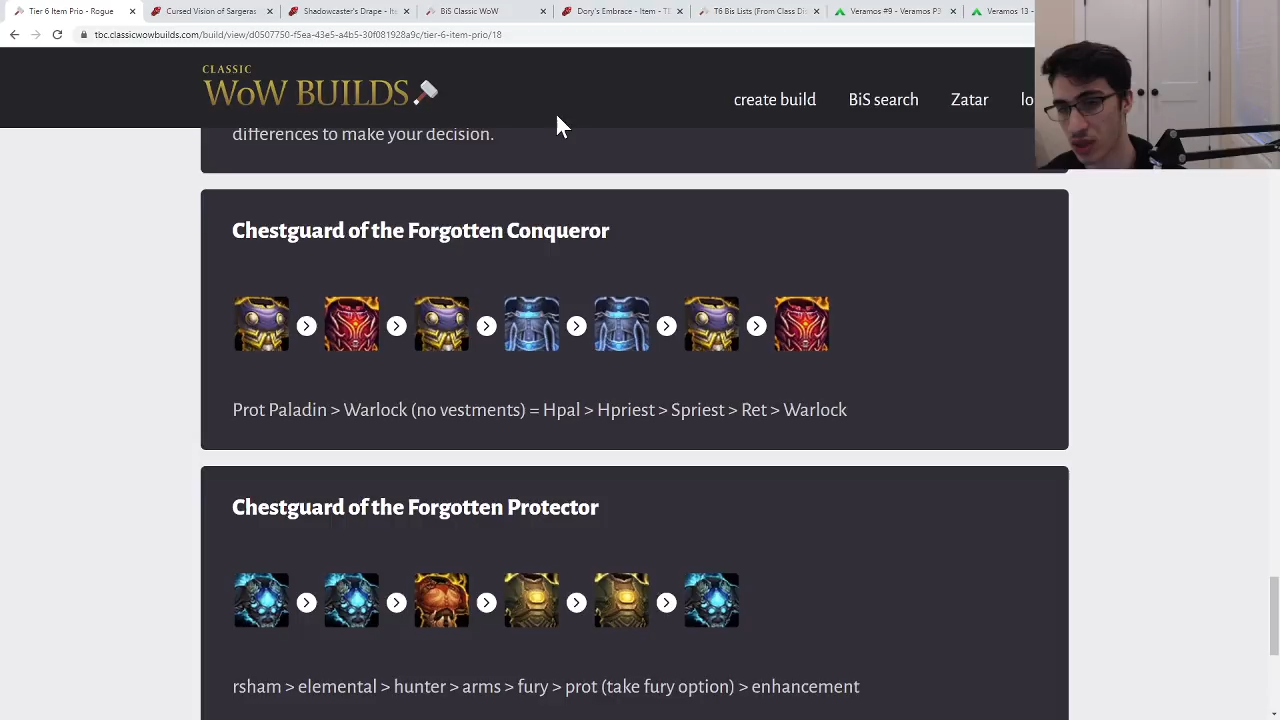 Tier 6 Item Prio - Rogue
Cursed Vision of Sargeras
Shadowcaster's Drape - Ite
BiS Classic WoW
Dory's Embrace - Item - T
T6 Bis Lists (From Class Di
Veramos #9 - Veramos P3
Veramos 13 -
tbc.classicwowbuilds.com/build/view/d0507750-f5ea-43e5-a4b5-30f081928a9c/tier-6-item-prio/18
CLASSIC
WoW BUILDS
create build
BiS search
Zatar
lo
differences to make your decision.
Chestguard of the Forgotten Conqueror
Prot Paladin > Warlock (no vestments) = Hpal > Hpriest > Spriest > Ret > Warlock
Chestguard of the Forgotten Protector
rsham > elemental > hunter > arms > fury > prot (take fury option) > enhancement